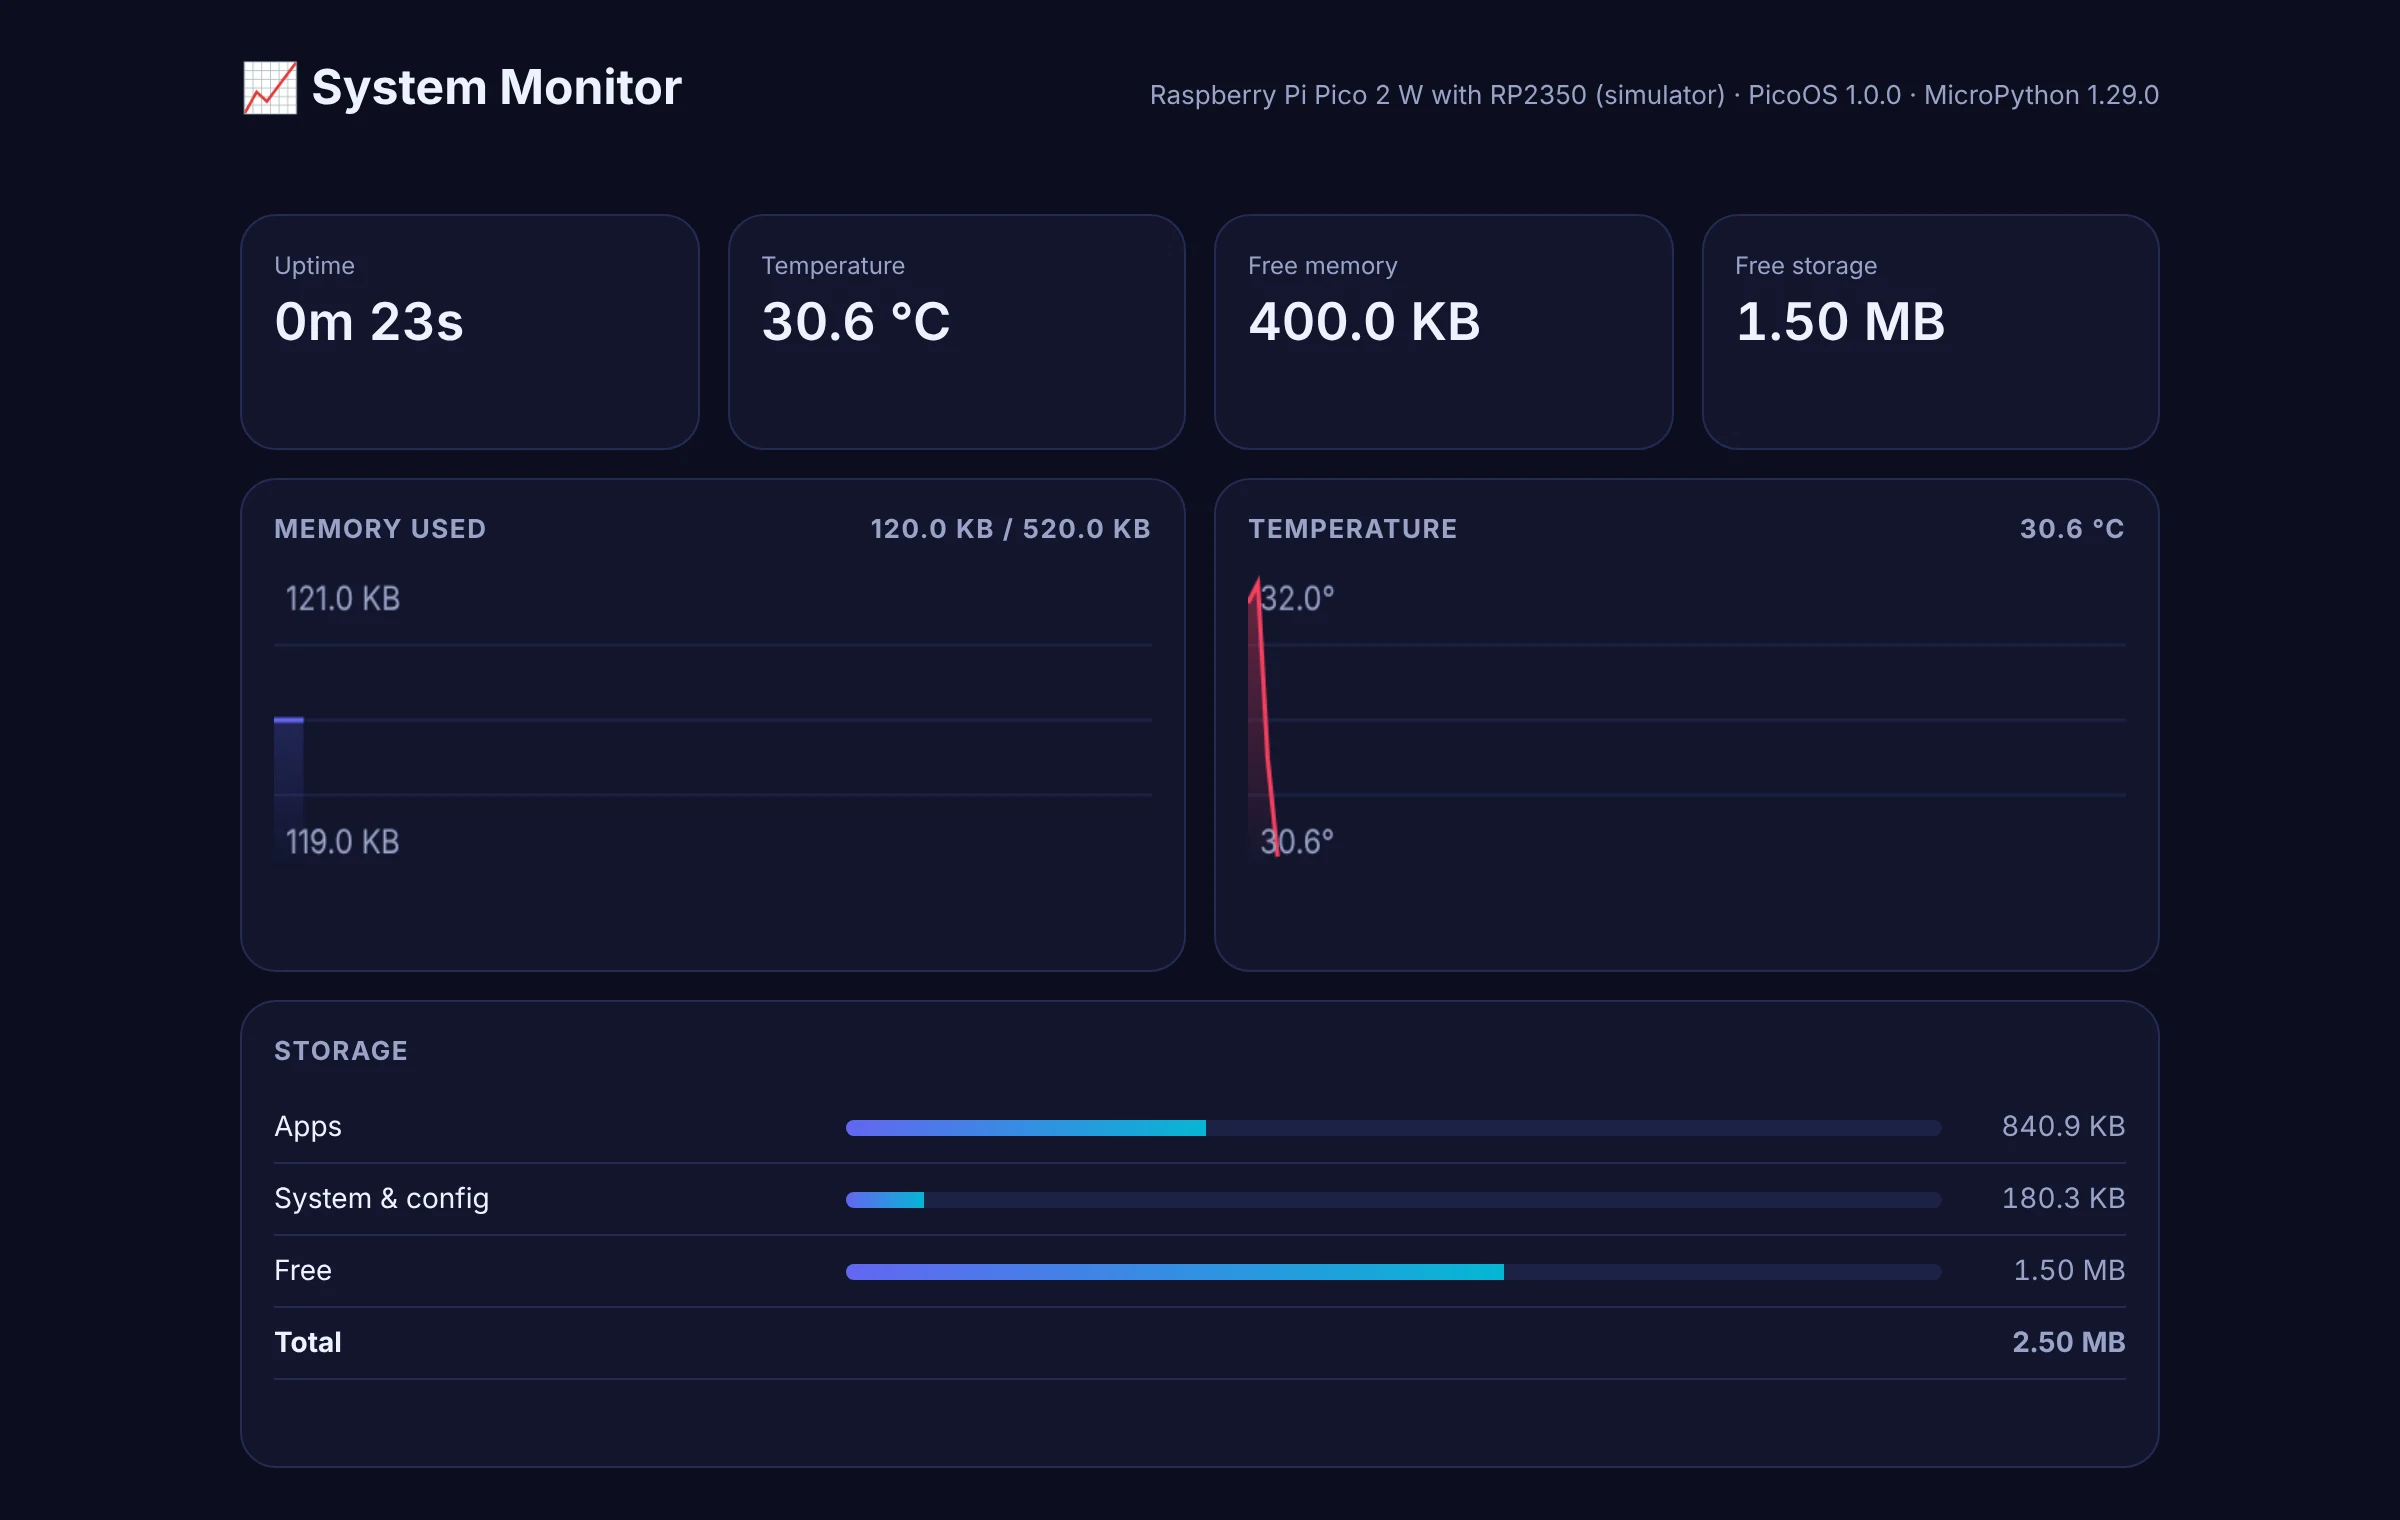 📈 System Monitor
Raspberry Pi Pico 2 W with RP2350 (simulator) · PicoOS 1.0.0 · MicroPython 1.29.0
Uptime
0m 23s
Temperature
30.6 °C
Free memory
400.0 KB
Free storage
1.50 MB
MEMORY USED
120.0 KB / 520.0 KB
121.0 KB
119.0 KB
TEMPERATURE
30.6 °C
32.0°
30.6°
STORAGE
Apps 840.9 KB
System & config 180.3 KB
Free 1.50 MB
Total 2.50 MB